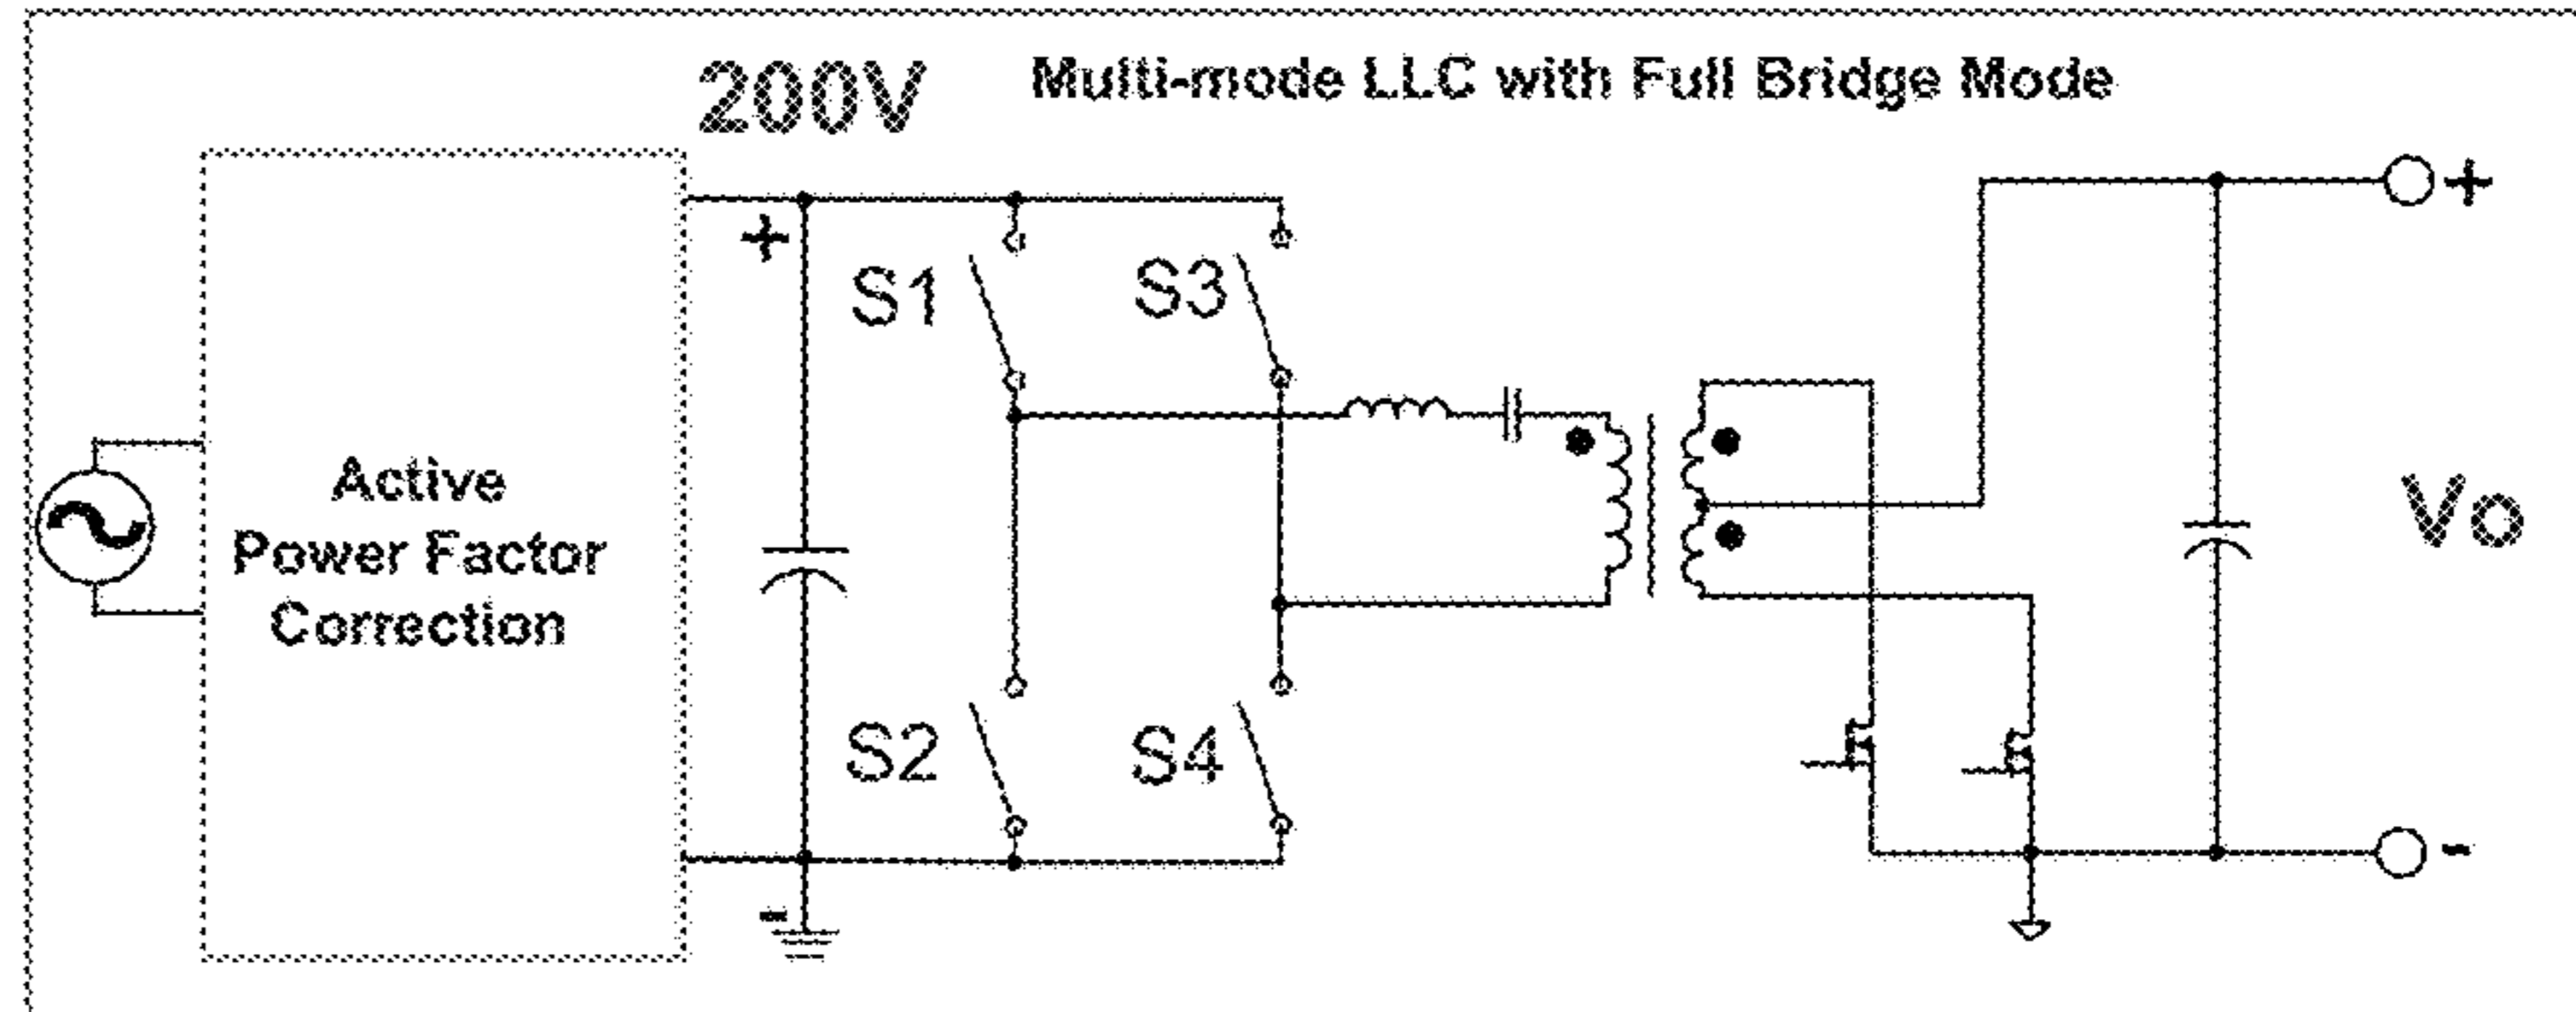 200V
Multi-mode LLC with Full Bridge Mode
+
S1
S3
+
Active
Power Factor
Correction
Vo
S2
S4
-
-